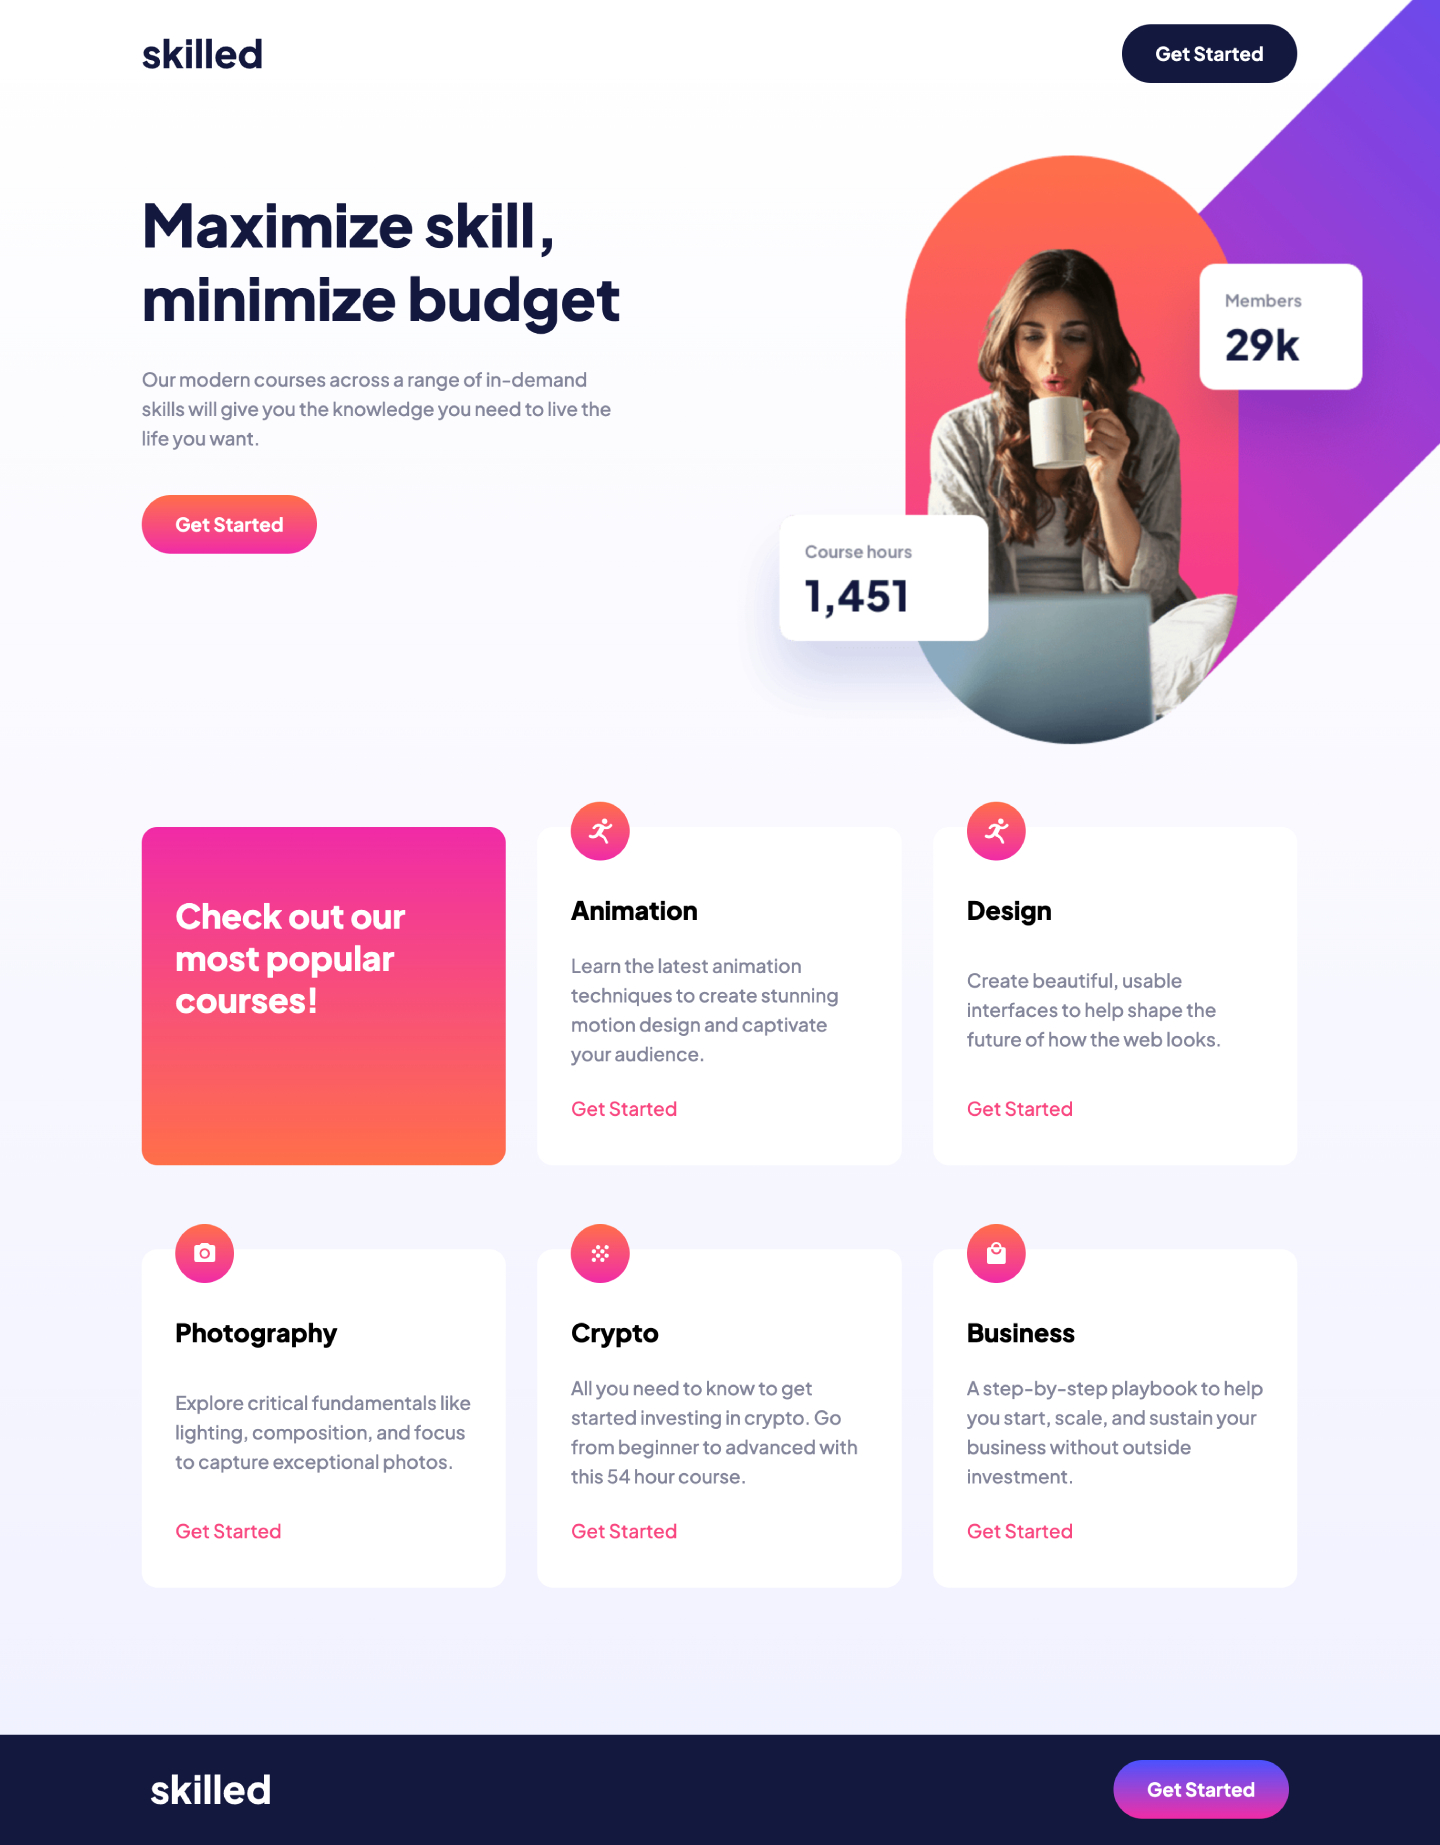 skilled
Get Started
Maximize skill,
minimize budget
Our modern courses across a range of in-demand
skills will give you the knowledge you need to live the
life you want.
Get Started
Members
29k
Course hours
1,451
Check out our
most popular
courses!
Animation
Learn the latest animation
techniques to create stunning
motion design and captivate
your audience.
Get Started
Design
Create beautiful, usable
interfaces to help shape the
future of how the web looks.
Get Started
Photography
Explore critical fundamentals like
lighting, composition, and focus
to capture exceptional photos.
Get Started
Crypto
All you need to know to get
started investing in crypto. Go
from beginner to advanced with
this 54 hour course.
Get Started
Business
A step-by-step playbook to help
you start, scale, and sustain your
business without outside
investment.
Get Started
skilled
Get Started